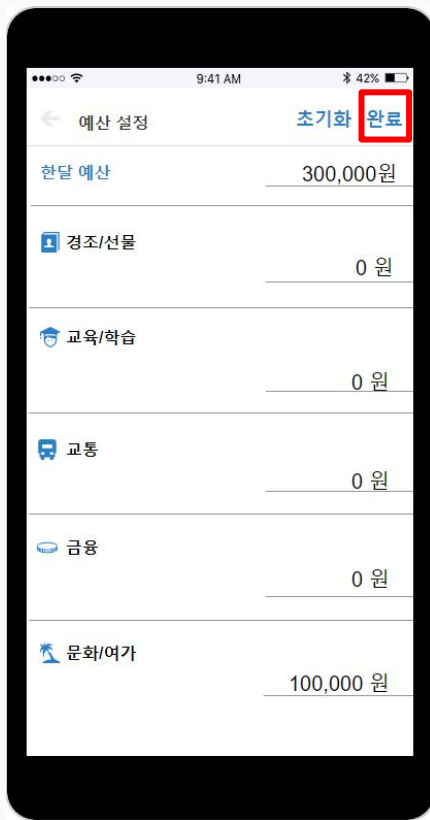 9:41 AM 42%
예산 설정 초기화 완료
한달 예산 300,000원
경조/선물
0 원
교육/학습
0 원
교통
0 원
금융
0 원
문화/여가
100,000 원